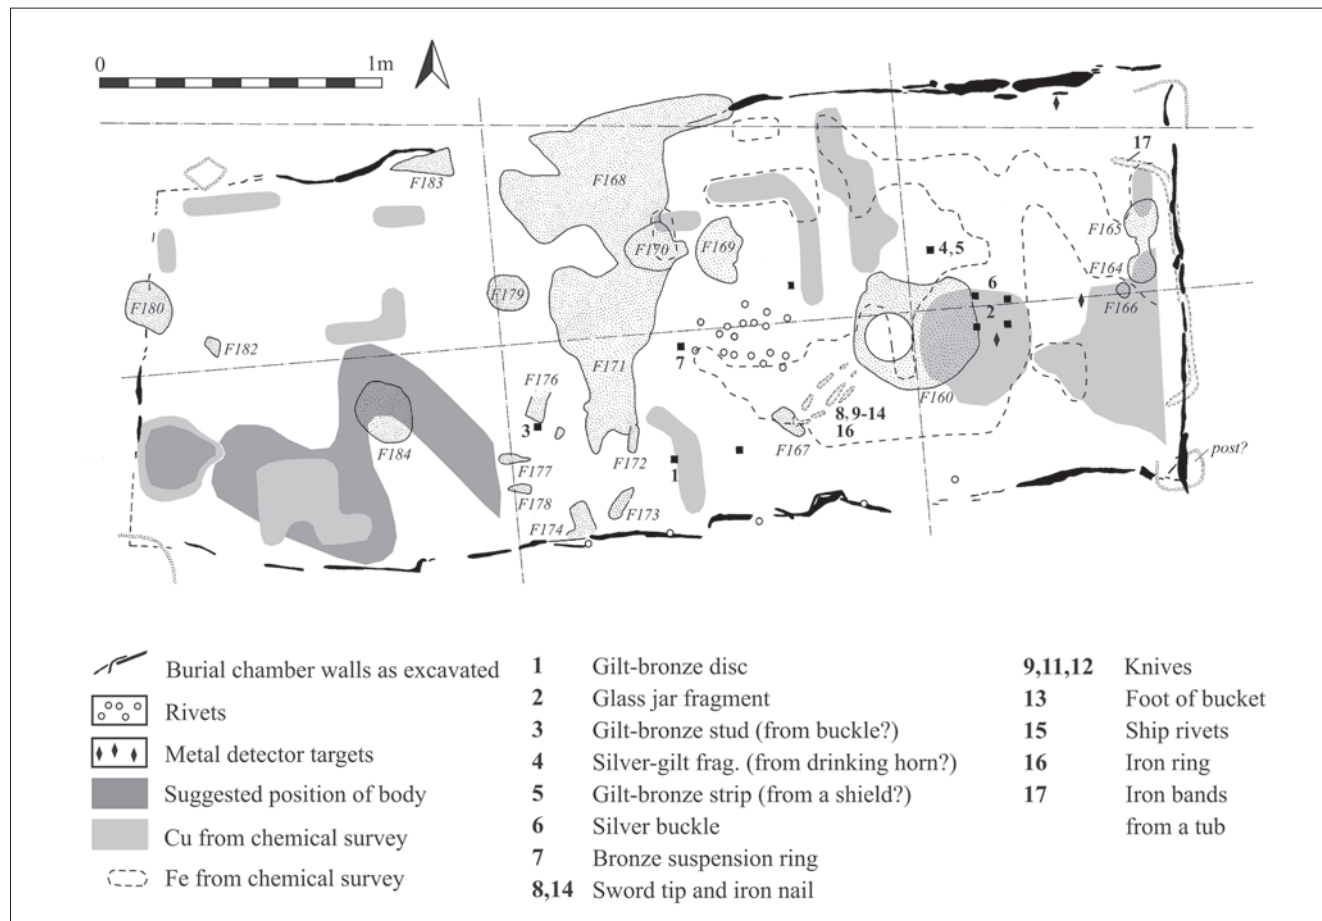 0 1m
17
F183
F168
F165
F170
F169
4,5
F164
6
F180
F179
F166
2
F182
F171
7
F176
8, 9-14
F160
16
3
F184
F172
F167
post?
F177
1
F178
F173
F174
Burial chamber walls as excavated
Rivets
Metal detector targets
Suggested position of body
Cu from chemical survey
Fe from chemical survey
1 Gilt-bronze disc
2 Glass jar fragment
3 Gilt-bronze stud (from buckle?)
4 Silver-gilt frag. (from drinking horn?)
5 Gilt-bronze strip (from a shield?)
6 Silver buckle
7 Bronze suspension ring
8,14 Sword tip and iron nail
9,11,12 Knives
13 Foot of bucket
15 Ship rivets
16 Iron ring
17 Iron bands
from a tub